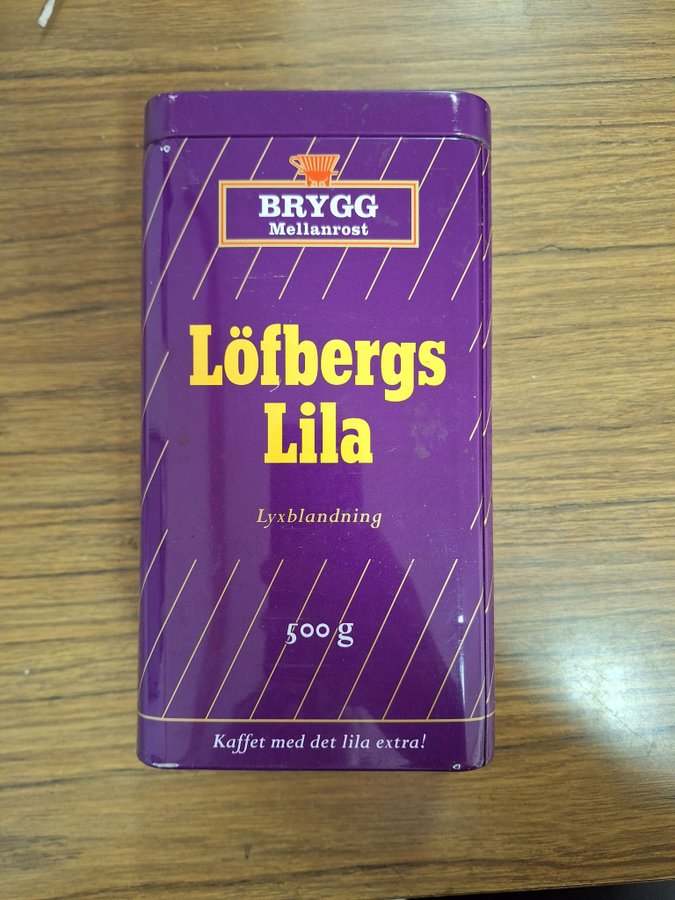 BRYGG
Mellanrost
Löfbergs
Lila
Lyxblandning
500 g
Kaffet med det lila extra!